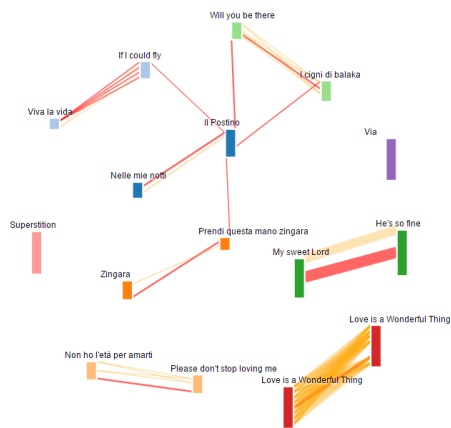 Will you be there
If I could fly
I cigni di balaka
Viva la vida
Il Postino
Via
Nelle mie notti
Superstition
Prendi questa mano zingara
He's so fine
My sweet Lord
Zingara
Love is a Wonderful Thing
Non ho l'età per amarti
Please don't stop loving me
Love is a Wonderful Thing